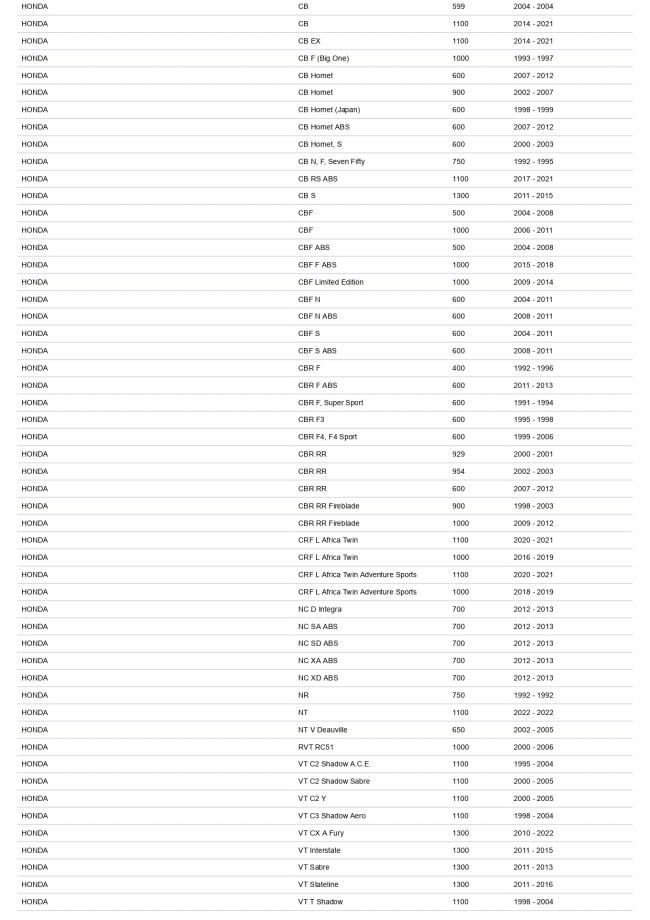 HONDA CB 599 2004 - 2004
HONDA CB 1100 2014 - 2021
HONDA CB EX 1100 2014 - 2021
HONDA CB F (Big One) 1000 1993 - 1997
HONDA CB Hornet 600 2007 - 2012
HONDA CB Hornet 900 2002 - 2007
HONDA CB Hornet (Japan) 600 1998 - 1999
HONDA CB Hornet ABS 600 2007 - 2012
HONDA CB Hornet, S 600 2000 - 2003
HONDA CB N, F, Seven Fifty 750 1992 - 1995
HONDA CB RS ABS 1100 2017 - 2021
HONDA CB S 1300 2011 - 2015
HONDA CBF 500 2004 - 2008
HONDA CBF 1000 2006 - 2011
HONDA CBF ABS 500 2004 - 2008
HONDA CBF F ABS 1000 2015 - 2018
HONDA CBF Limited Edition 1000 2009 - 2014
HONDA CBF N 600 2004 - 2011
HONDA CBF N ABS 600 2008 - 2011
HONDA CBF S 600 2004 - 2011
HONDA CBF S ABS 600 2008 - 2011
HONDA CBR F 400 1992 - 1996
HONDA CBR F ABS 600 2011 - 2013
HONDA CBR F, Super Sport 600 1991 - 1994
HONDA CBR F3 600 1995 - 1998
HONDA CBR F4, F4 Sport 600 1999 - 2006
HONDA CBR RR 929 2000 - 2001
HONDA CBR RR 954 2002 - 2003
HONDA CBR RR 600 2007 - 2012
HONDA CBR RR Fireblade 900 1998 - 2003
HONDA CBR RR Fireblade 1000 2009 - 2012
HONDA CRF L Africa Twin 1100 2020 - 2021
HONDA CRF L Africa Twin 1000 2016 - 2019
HONDA CRF L Africa Twin Adventure Sports 1100 2020 - 2021
HONDA CRF L Africa Twin Adventure Sports 1000 2018 - 2019
HONDA NC D Integra 700 2012 - 2013
HONDA NC SA ABS 700 2012 - 2013
HONDA NC SD ABS 700 2012 - 2013
HONDA NC XA ABS 700 2012 - 2013
HONDA NC XD ABS 700 2012 - 2013
HONDA NR 750 1992 - 1992
HONDA NT 1100 2022 - 2022
HONDA NT V Deauville 650 2002 - 2005
HONDA RVT RC51 1000 2000 - 2006
HONDA VT C2 Shadow A.C.E. 1100 1995 - 2004
HONDA VT C2 Shadow Sabre 1100 2000 - 2005
HONDA VT C2 Y 1100 2000 - 2005
HONDA VT C3 Shadow Aero 1100 1998 - 2004
HONDA VT CX A Fury 1300 2010 - 2022
HONDA VT Interstate 1300 2011 - 2015
HONDA VT Sabre 1300 2011 - 2013
HONDA VT Stateline 1300 2011 - 2016
HONDA VT T Shadow 1100 1998 - 2004